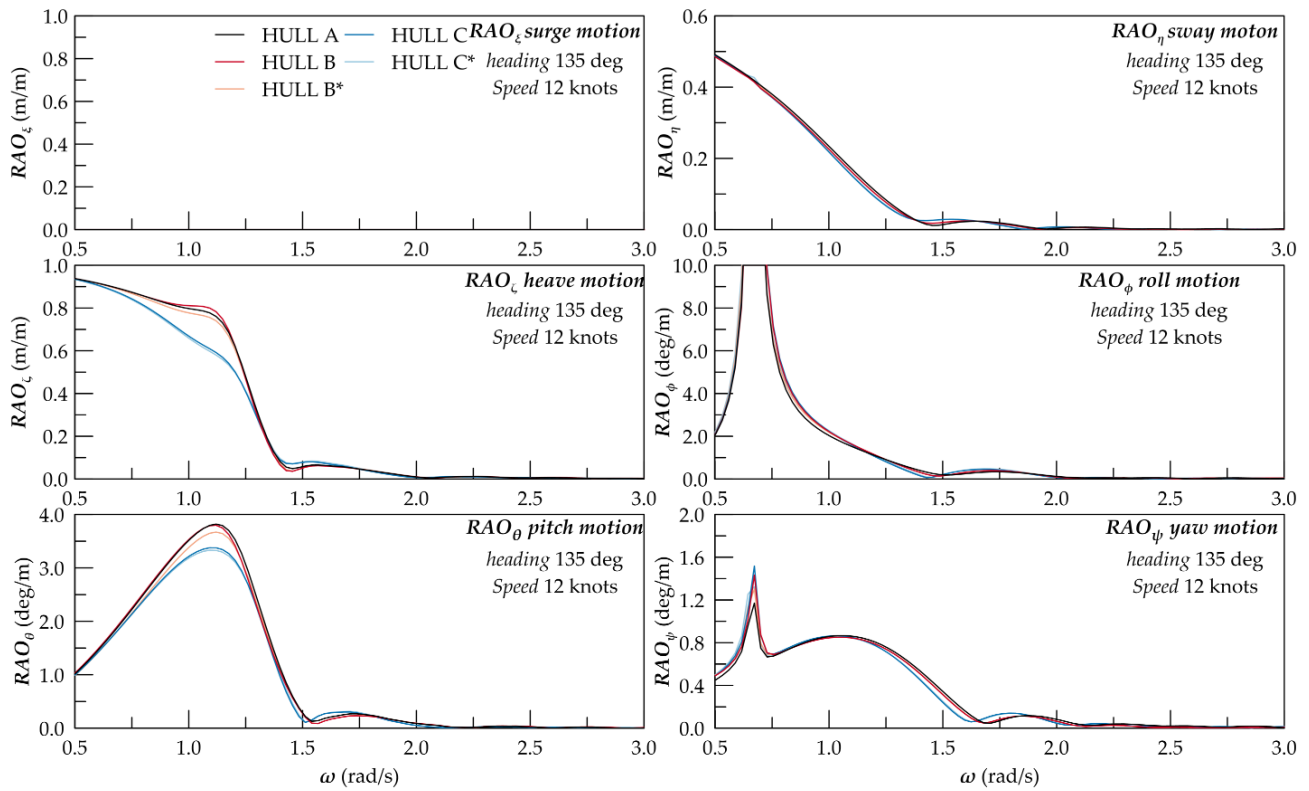 HULL A
HULL C
HULL B
HULL C*
HULL B*
RAOξ surge motion
heading 135 deg
Speed 12 knots
RAOξ (m/m)
1.0
0.8
0.6
0.4
0.2
0.0
0.5 1.0 1.5 2.0 2.5 3.0
RAOη sway moton
heading 135 deg
Speed 12 knots
RAOη (m/m)
0.6
0.4
0.2
0.0
0.5 1.0 1.5 2.0 2.5 3.0
RAOζ heave motion
heading 135 deg
Speed 12 knots
RAOζ (m/m)
1.0
0.8
0.6
0.4
0.2
0.0
0.5 1.0 1.5 2.0 2.5 3.0
RAOϕ roll motion
heading 135 deg
Speed 12 knots
RAOϕ (deg/m)
10.0
8.0
6.0
4.0
2.0
0.0
0.5 1.0 1.5 2.0 2.5 3.0
RAOθ pitch motion
heading 135 deg
Speed 12 knots
RAOθ (deg/m)
4.0
3.0
2.0
1.0
0.0
0.5 1.0 1.5 2.0 2.5 3.0
ω (rad/s)
RAOψ yaw motion
heading 135 deg
Speed 12 knots
RAOψ (deg/m)
2.0
1.6
1.2
0.8
0.4
0.0
0.5 1.0 1.5 2.0 2.5 3.0
ω (rad/s)